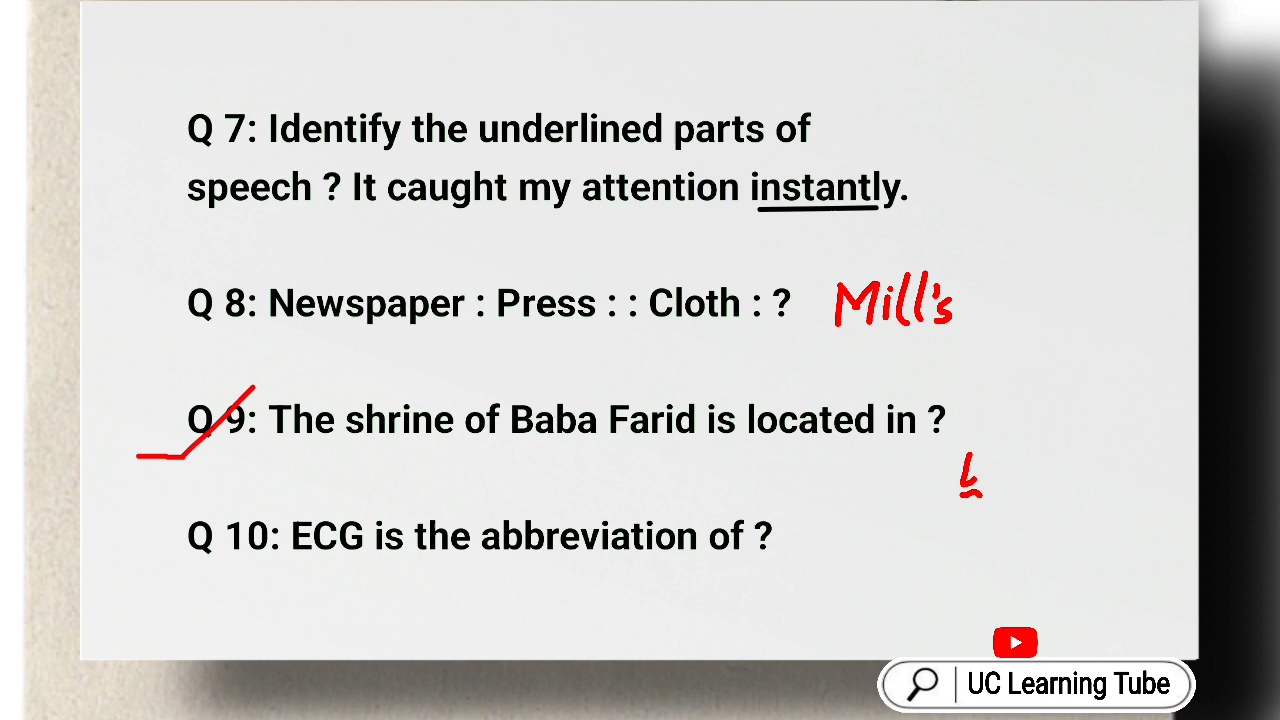 Q 7: Identify the underlined parts of
speech ? It caught my attention instantly.
Q 8: Newspaper : Press : : Cloth : ? Mill's
Q 9: The shrine of Baba Farid is located in ?
Q 10: ECG is the abbreviation of ?
UC Learning Tube